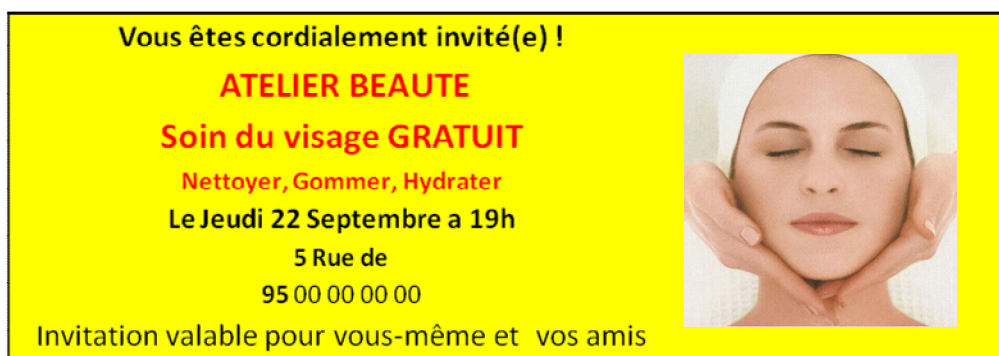 Vous êtes cordialement invité(e) !
ATELIER BEAUTE
Soin du visage GRATUIT
Nettoyer, Gommer, Hydrater
Le Jeudi 22 Septembre a 19h
5 Rue de
95 00 00 00 00
Invitation valable pour vous-même et vos amis